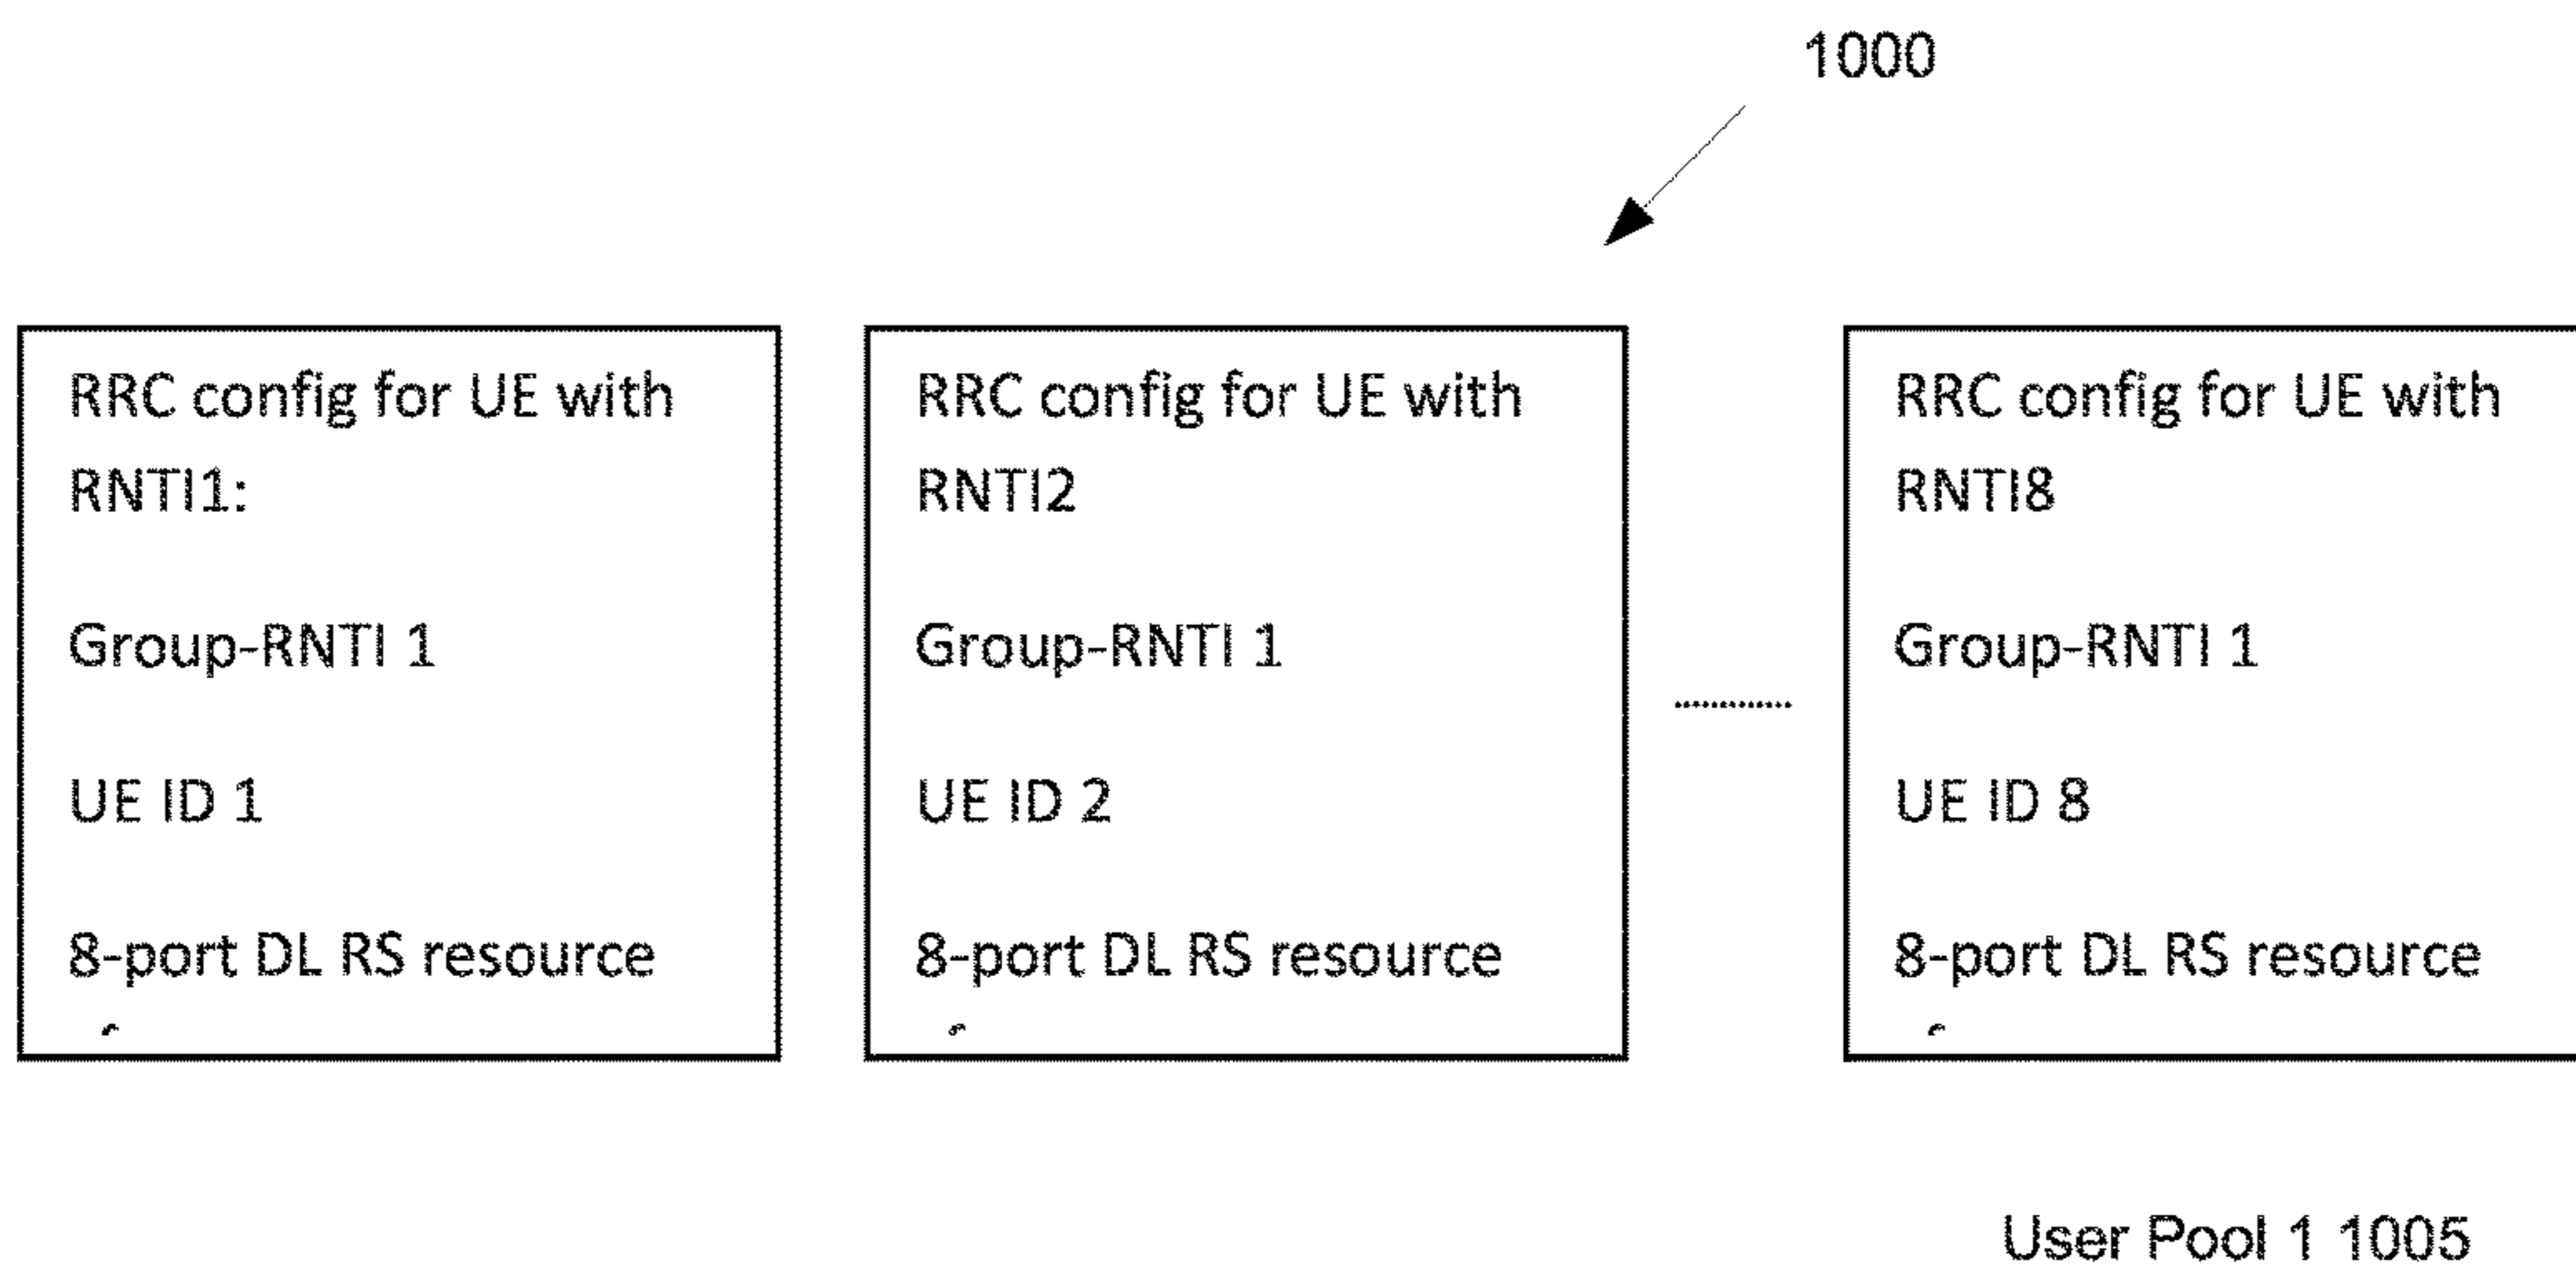 1000
RRC config for UE with
RNTI1:
Group-RNTI 1
UE ID 1
8-port DL RS resource
RRC config for UE with
RNTI2
Group-RNTI 1
UE ID 2
8-port DL RS resource
RRC config for UE with
RNTI8
Group-RNTI 1
UE ID 8
8-port DL RS resource
User Pool 1 1005